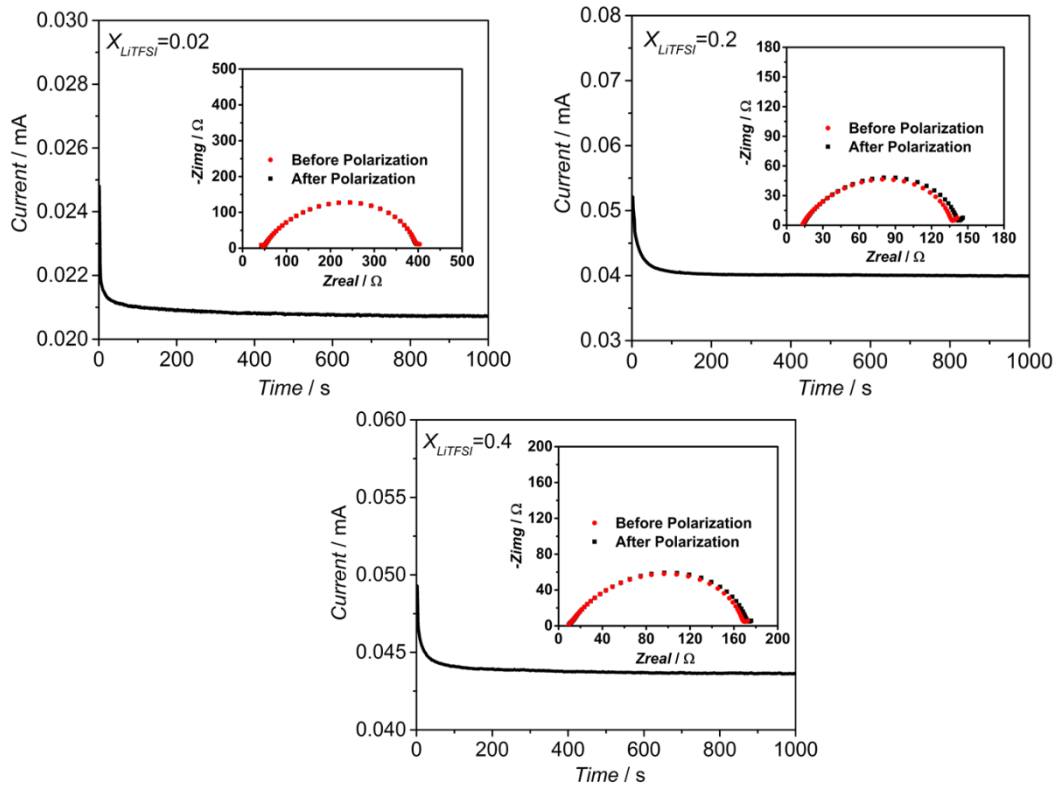 X_LiTFSI=0.02
0.030
0.028
0.026
0.024
0.022
0.020
Current / mA
0 200 400 600 800 1000
Time / s
500
400
300
200
100
0
-Zimg / Ω
Before Polarization
After Polarization
0 100 200 300 400 500
Zreal / Ω
X_LiTFSI=0.2
0.08
0.07
0.06
0.05
0.04
0.03
Current / mA
0 200 400 600 800 1000
Time / s
180
150
120
90
60
30
0
-Zimg / Ω
Before Polarization
After Polarization
0 30 60 90 120 150 180
Zreal / Ω
X_LiTFSI=0.4
0.060
0.055
0.050
0.045
0.040
Current / mA
0 200 400 600 800 1000
Time / s
200
160
120
80
40
0
-Zimg / Ω
Before Polarization
After Polarization
0 40 80 120 160 200
Zreal / Ω